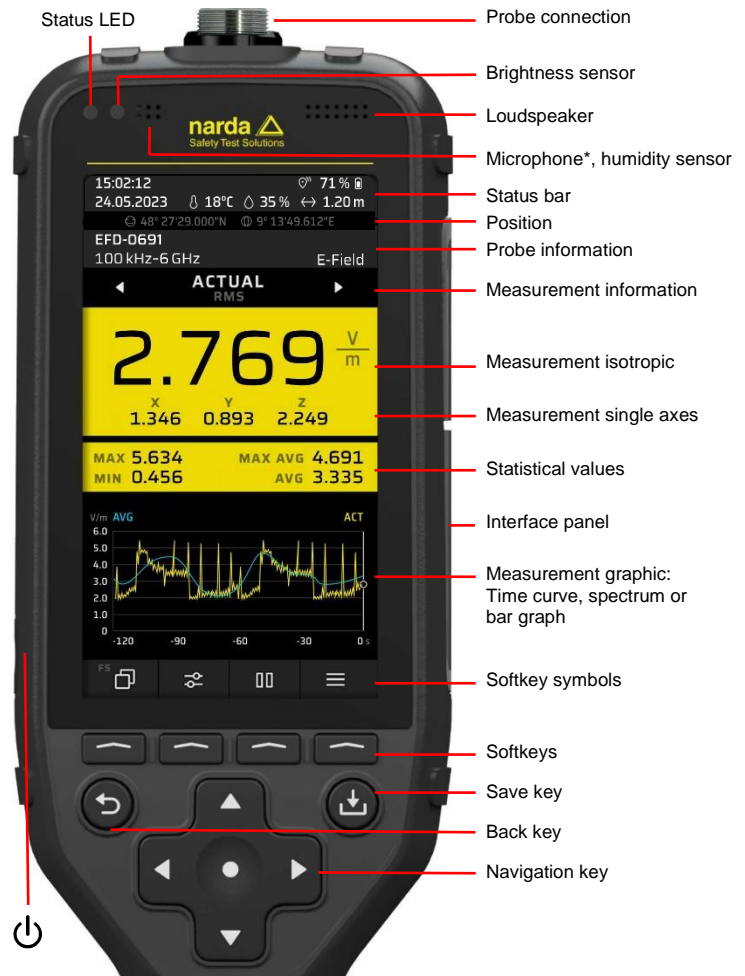 Status LED
Probe connection
Brightness sensor
Loudspeaker
Microphone*, humidity sensor
narda
Safety Test Solutions
15:02:12 71 %
24.05.2023 18°C 35 % 1.20 m
Status bar
48° 27'29.000"N 9° 13'49.612"E
Position
EFD-0691
100 kHz-6 GHz E-Field
Probe information
ACTUAL
RMS
Measurement information
2.769 V/m
Measurement isotropic
X Y Z
1.346 0.893 2.249
Measurement single axes
MAX 5.634 MAX AVG 4.691
MIN 0.456 AVG 3.335
Statistical values
V/m AVG ACT
6.0
5.0
4.0
3.0
2.0
1.0
0
-120 -90 -60 -30 0 s
Interface panel
Measurement graphic:
Time curve, spectrum or
bar graph
FS
Softkey symbols
Softkeys
Save key
Back key
Navigation key